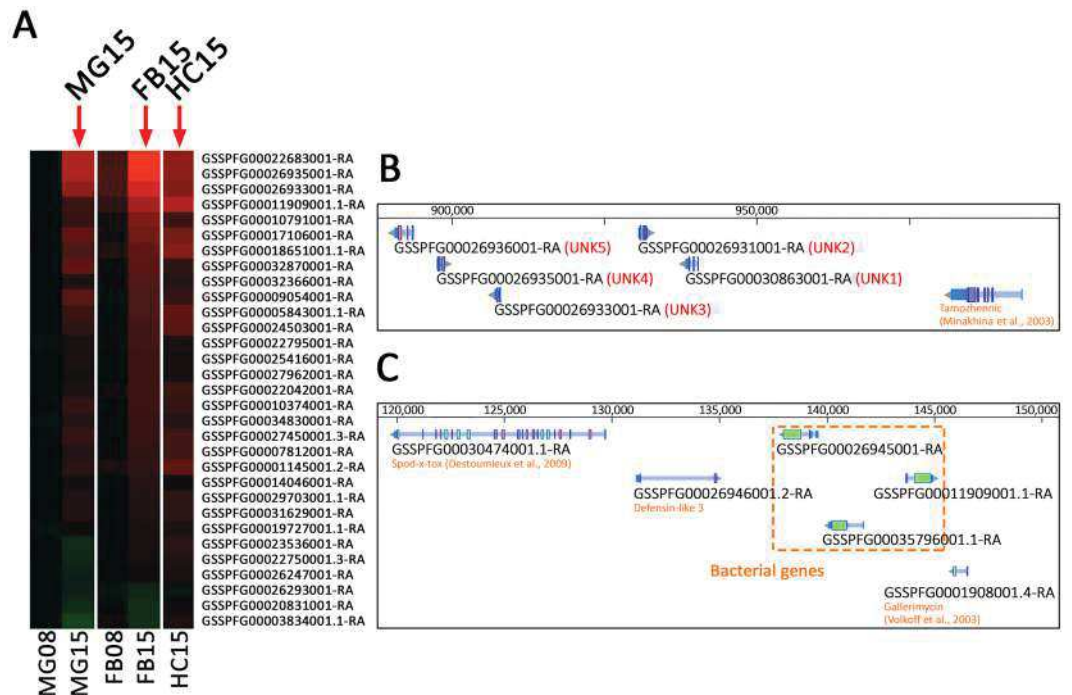 A
MG15
FB15
HC15
GSSPFG00022683001-RA
GSSPFG00026935001-RA
GSSPFG00026933001-RA
GSSPFG00011909001.1-RA
GSSPFG00010791001-RA
GSSPFG00017106001-RA
GSSPFG00018651001.1-RA
GSSPFG00032870001-RA
GSSPFG00032366001-RA
GSSPFG00009054001-RA
GSSPFG00005843001.1-RA
GSSPFG00024503001-RA
GSSPFG00022795001-RA
GSSPFG00025416001-RA
GSSPFG00027962001-RA
GSSPFG00022042001-RA
GSSPFG00010374001-RA
GSSPFG00034830001-RA
GSSPFG00027450001.3-RA
GSSPFG00007812001-RA
GSSPFG00001145001.2-RA
GSSPFG00014046001-RA
GSSPFG00029703001.1-RA
GSSPFG00031629001-RA
GSSPFG00019727001.1-RA
GSSPFG00023536001-RA
GSSPFG00022750001.3-RA
GSSPFG00026247001-RA
GSSPFG00026293001-RA
GSSPFG00020831001-RA
GSSPFG00003834001.1-RA
MG08
MG15
FB08
FB15
HC15
B
900,000
950,000
GSSPFG00026936001-RA (UNK5)
GSSPFG00026931001-RA (UNK2)
GSSPFG00026935001-RA (UNK4)
GSSPFG00030863001-RA (UNK1)
GSSPFG00026933001-RA (UNK3)
(Minakhina et al., 2003)
C
120,000
125,000
130,000
135,000
140,000
145,000
150,000
GSSPFG00030474001.1-RA
Spod-x-tox (Destoumieux et al., 2009)
GSSPFG00026945001-RA
GSSPFG00026946001.2-RA
Defensin-like 3
GSSPFG00011909001.1-RA
GSSPFG00035796001.1-RA
Bacterial genes
GSSPFG0001908001.4-RA
Gallerimycin
(Volkoff et al., 2003)